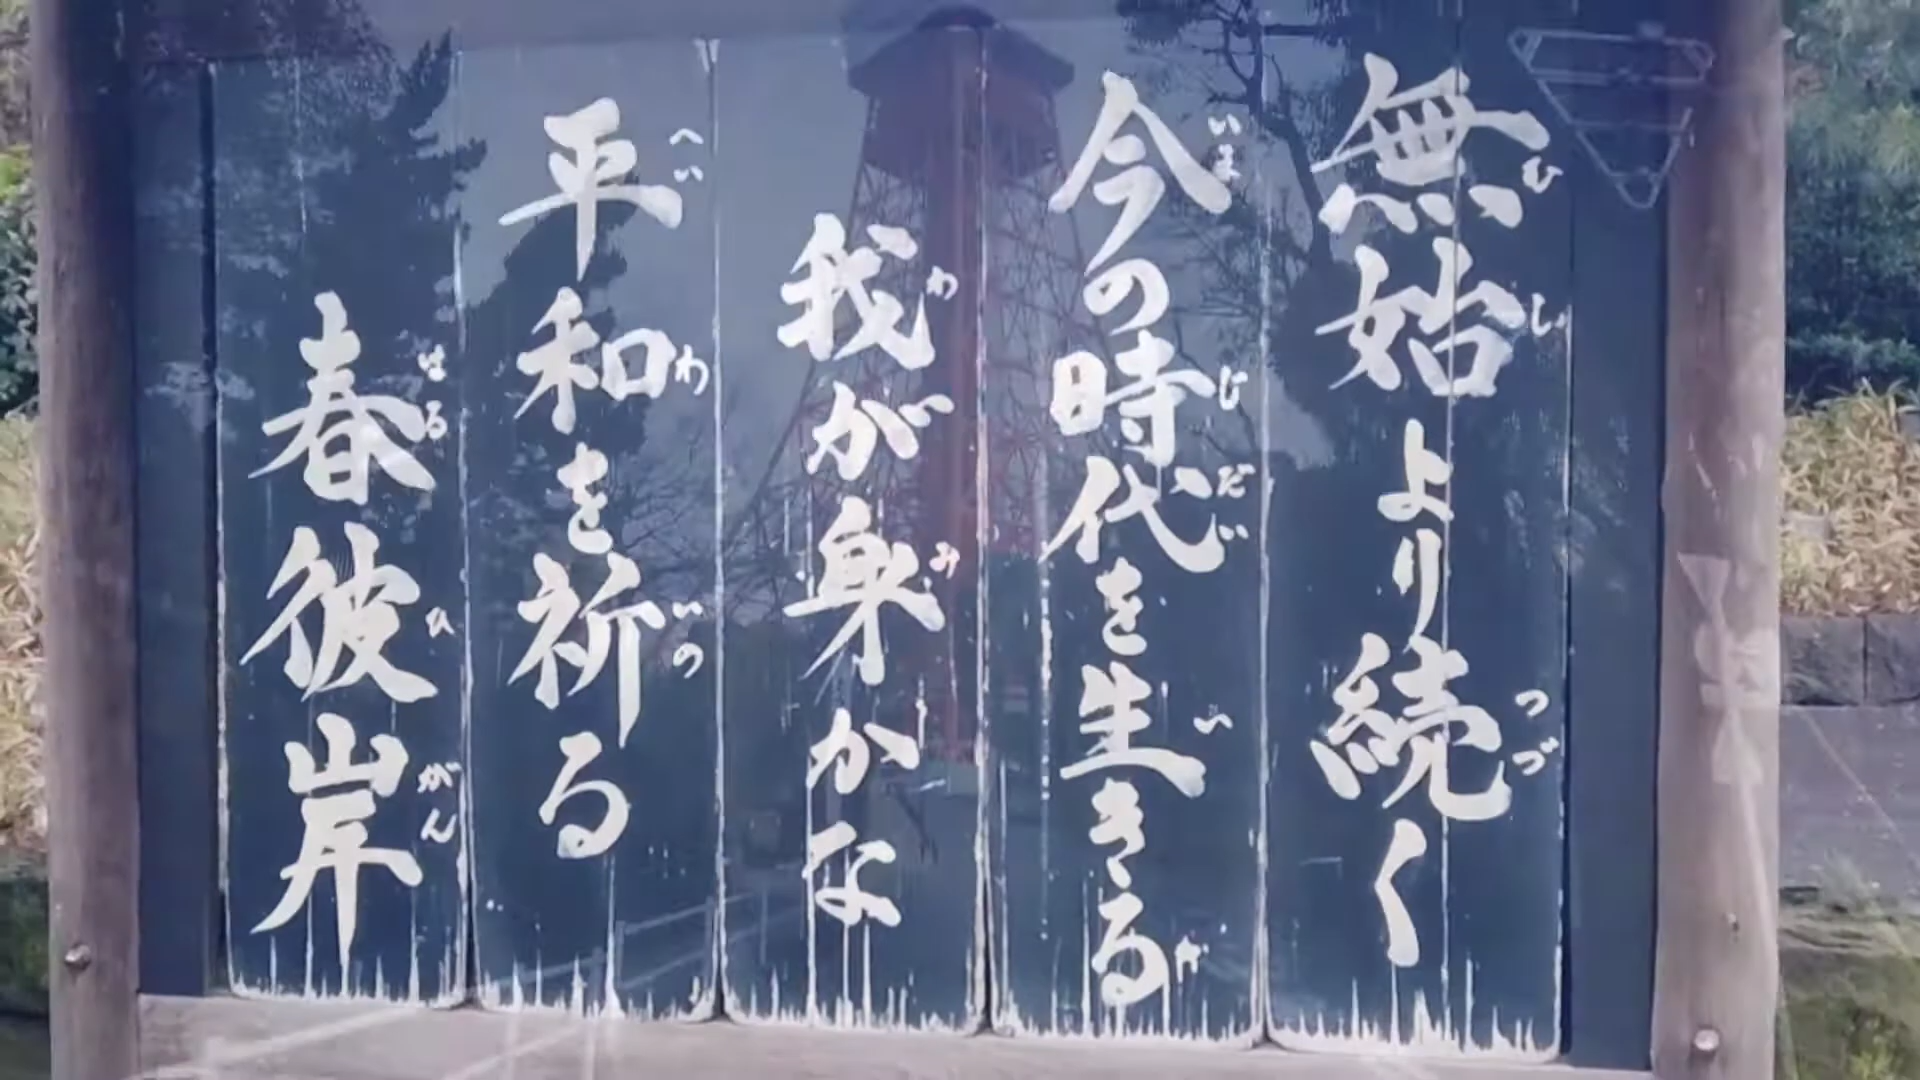 無始より続く
今の時代を生きる
我が身かな
平和を祈る
春彼岸